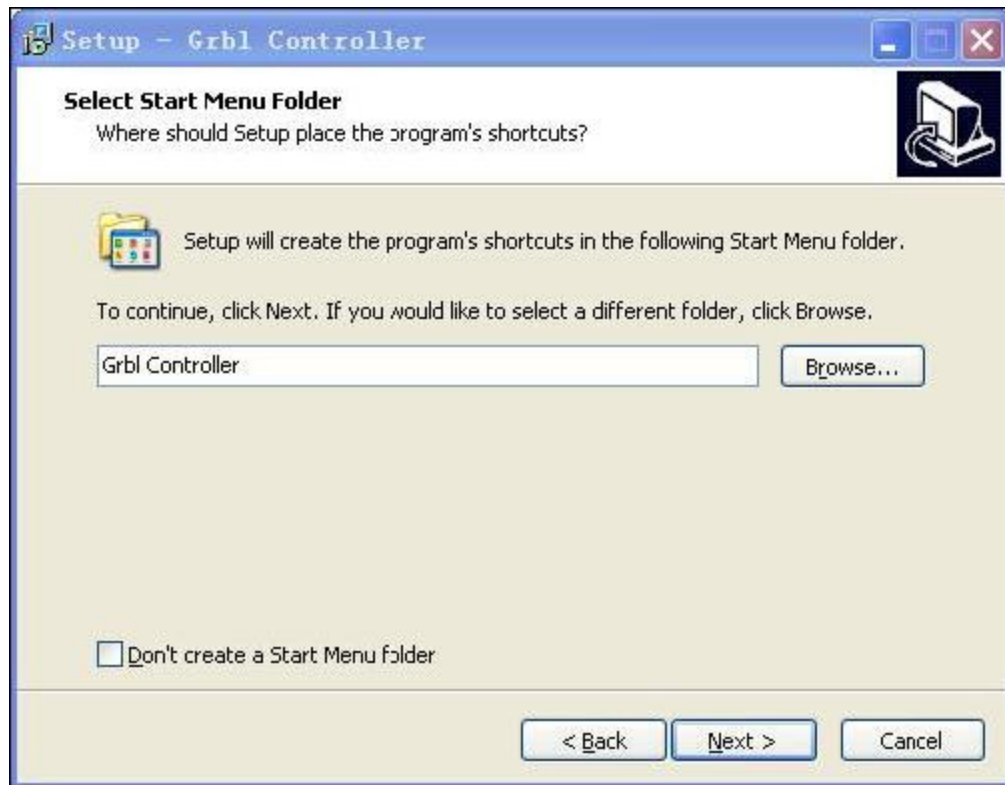 Setup - Grbl Controller
Select Start Menu Folder
Where should Setup place the program's shortcuts?
Setup will create the program's shortcuts in the following Start Menu folder.
To continue, click Next. If you would like to select a different folder, click Browse.
Grbl Controller
Browse...
Don't create a Start Menu folder
< Back
Next >
Cancel